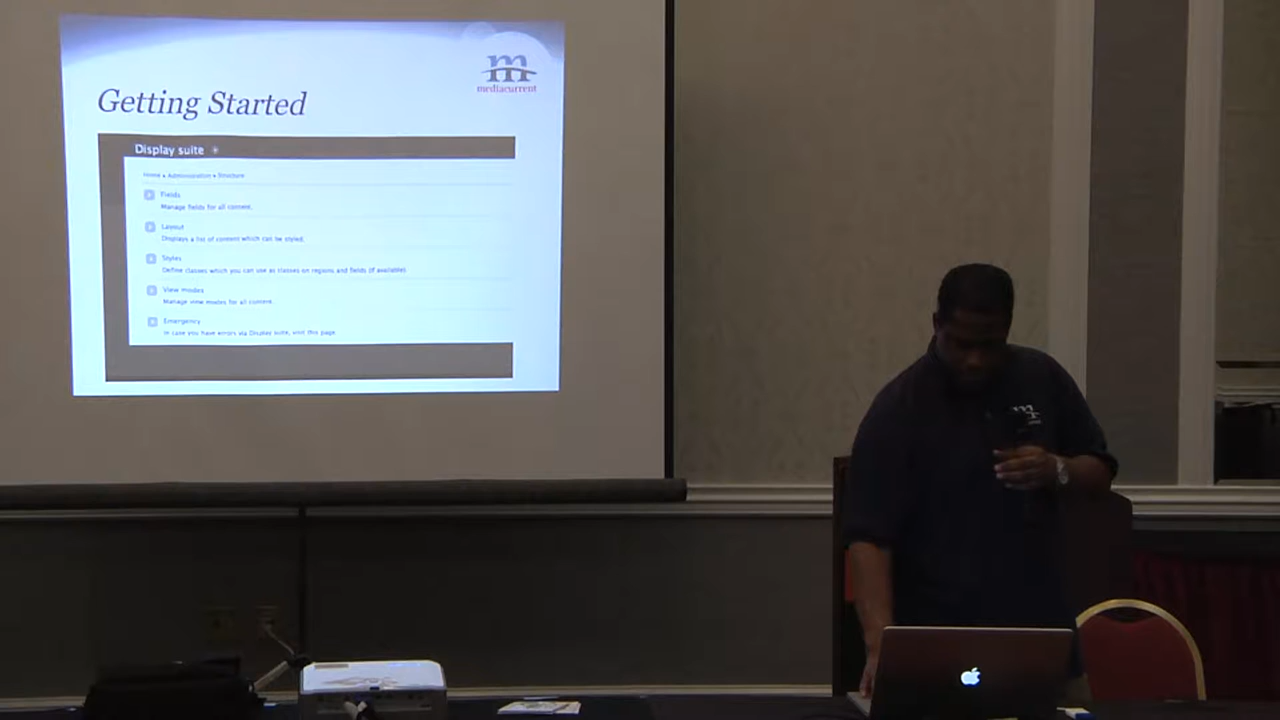 m
mediacurrent
Getting Started
Display suite
Home • Administration • Structure
Fields
Manage fields for all content.
Layout
Displays a list of content which can be styled.
Styles
Define classes which you can use as classes on regions and fields (if available)
View modes
Manage view modes for all content.
Emergency
In case you have errors via Display suite, visit this page
m